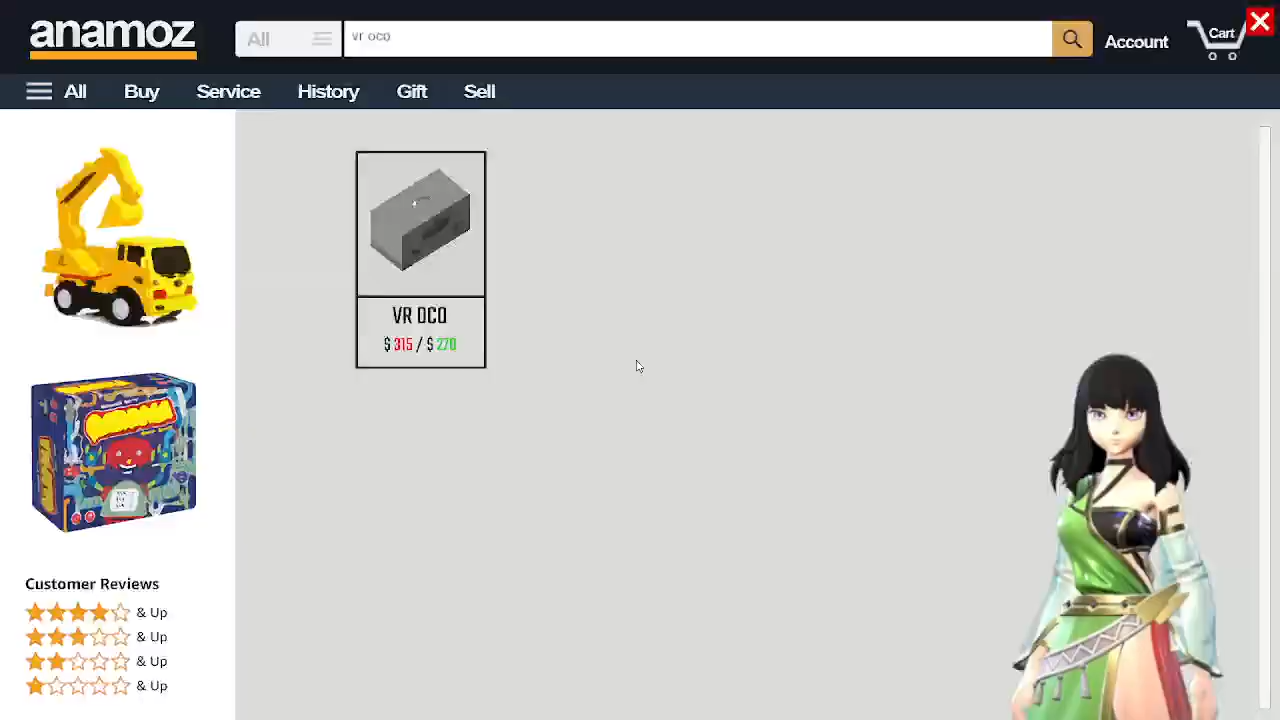 anamoz
All
vr oco
Account
Cart
All
Buy
Service
History
Gift
Sell
VR OCO
$ 315 / $ 270
Customer Reviews
& Up
& Up
& Up
& Up